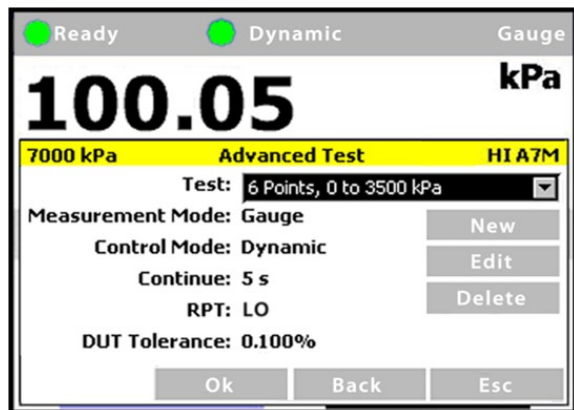 Ready Dynamic Gauge
100.05 kPa
7000 kPa Advanced Test HI A7M
Test: 6 Points, 0 to 3500 kPa
Measurement Mode: Gauge
New
Control Mode: Dynamic
Edit
Continue: 5 s
Delete
RPT: LO
DUT Tolerance: 0.100%
Ok Back Esc